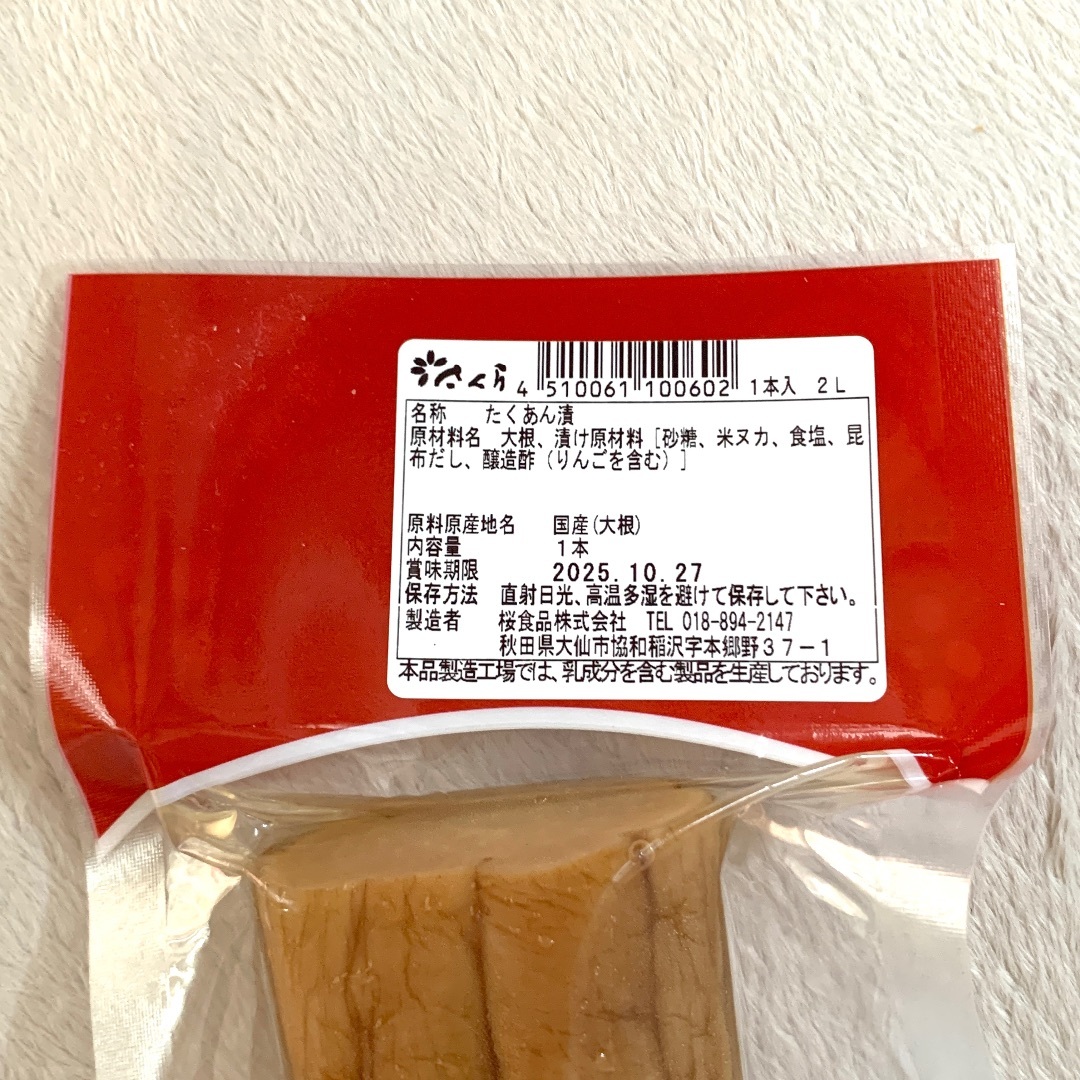 さくら
4 510061 100602 1本入 2L
名称 たくあん漬
原材料名 大根、漬け原材料［砂糖、米ヌカ、食塩、昆
布だし、醸造酢（りんごを含む）］
原料原産地名 国産(大根)
内容量 1本
賞味期限 2025.10.27
保存方法 直射日光、高温多湿を避けて保存して下さい。
製造者 桜食品株式会社 TEL 018-894-2147
秋田県大仙市協和稲沢字本郷野37－1
本品製造工場では、乳成分を含む製品を生産しております。